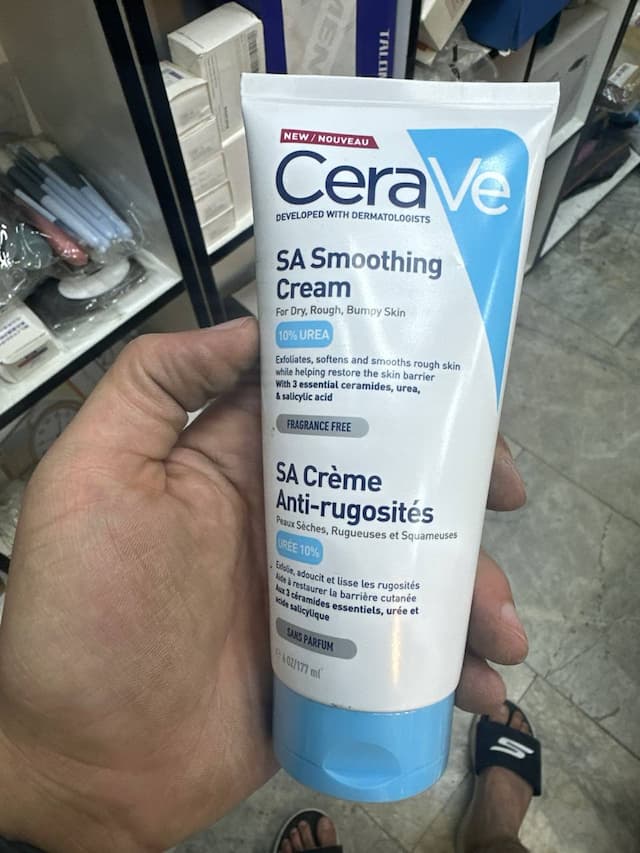 NEW / NOUVEAU
CeraVe
DEVELOPED WITH DERMATOLOGISTS
SA Smoothing
Cream
For Dry, Rough, Bumpy Skin
10% UREA
Exfoliates, softens and smooths rough skin
while helping restore the skin barrier
With 3 essential ceramides, urea,
& salicylic acid
FRAGRANCE FREE
SA Crème
Anti-rugosités
Peaux Sèches, Rugueuses et Squameuses
URÉE 10%
Exfolie, adoucit et lisse les rugosités
Aide à restaurer la barrière cutanée
Aux 3 céramides essentiels, urée et
acide salicylique
SANS PARFUM
6 OZ/177 ml